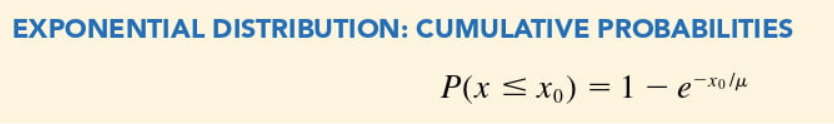 EXPONENTIAL DISTRIBUTION: CUMULATIVE PROBABILITIES
P(x ≤ x₀) = 1 − e^{−x₀/μ}